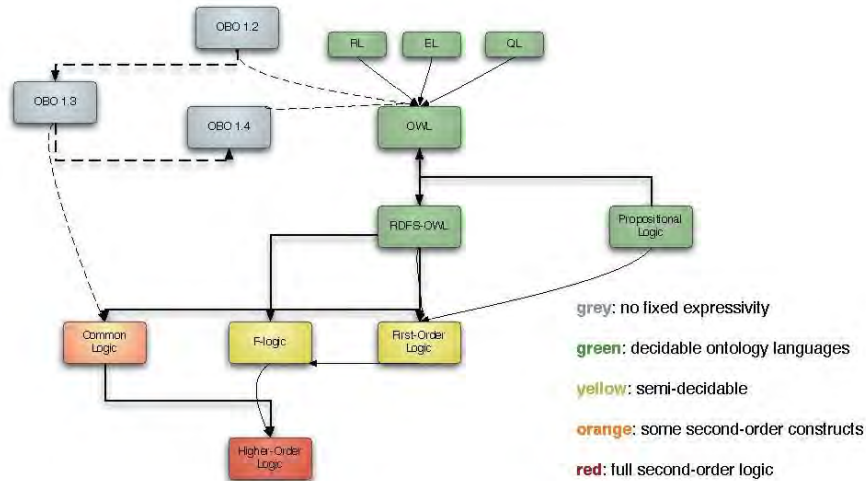 OBO 1.2
RL
EL
QL
OBO 1.3
OBO 1.4
OWL
RDFS-OWL
Propositional
Logic
grey: no fixed expressivity
Common
Logic
F-logic
First-Order
Logic
green: decidable ontology languages
yellow: semi-decidable
orange: some second-order constructs
Higher-Order
Logic
red: full second-order logic